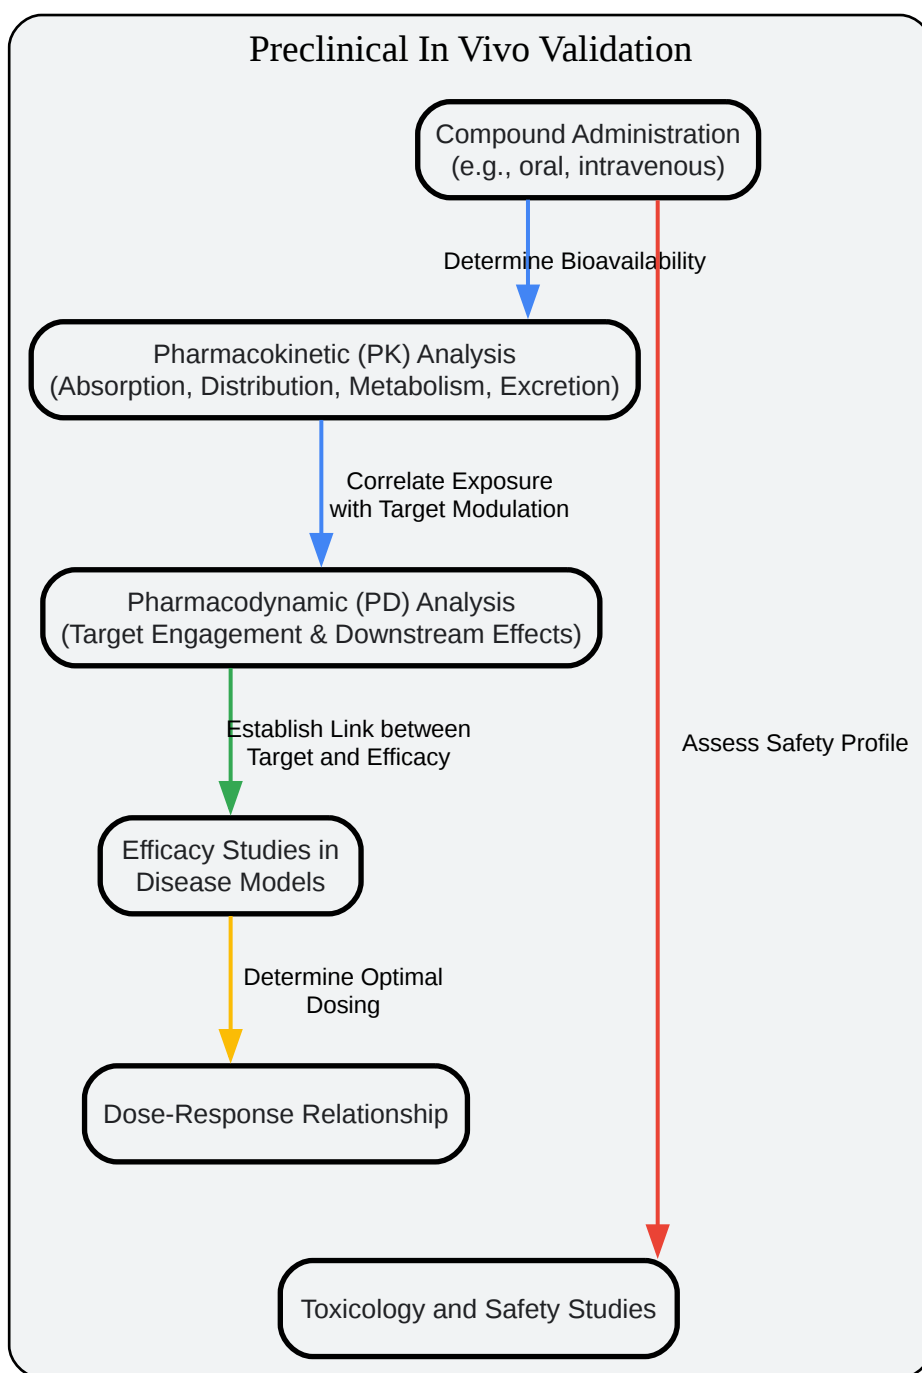 Preclinical In Vivo Validation
Compound Administration
(e.g., oral, intravenous)
Determine Bioavailability
Pharmacokinetic (PK) Analysis
(Absorption, Distribution, Metabolism, Excretion)
Correlate Exposure
with Target Modulation
Pharmacodynamic (PD) Analysis
(Target Engagement & Downstream Effects)
Establish Link between
Target and Efficacy
Assess Safety Profile
Efficacy Studies in
Disease Models
Determine Optimal
Dosing
Dose-Response Relationship
Toxicology and Safety Studies